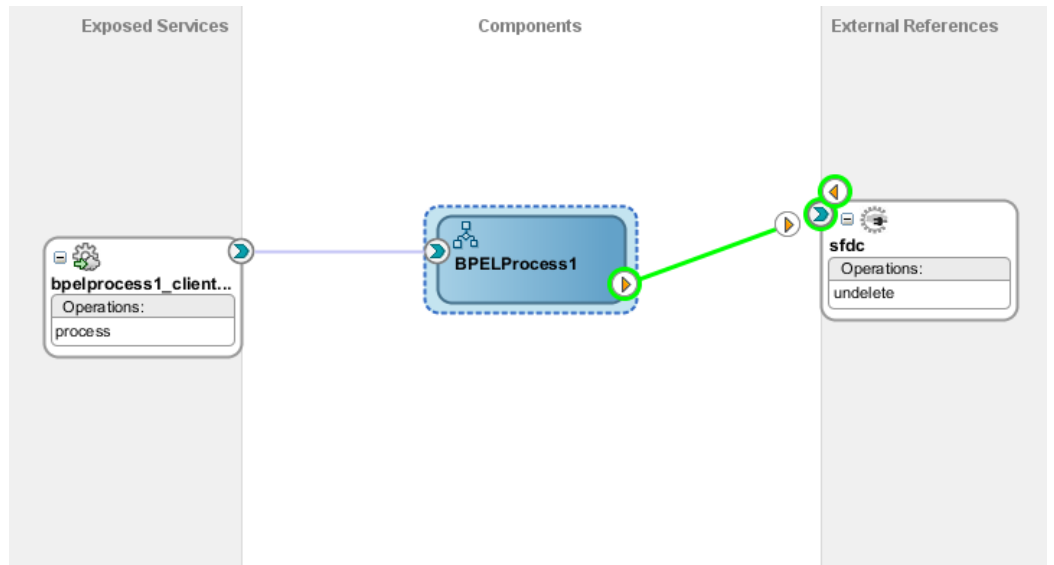 Exposed Services
Components
External References
bpelprocess1_client...
Operations:
process
BPELProcess1
sfdc
Operations:
undelete